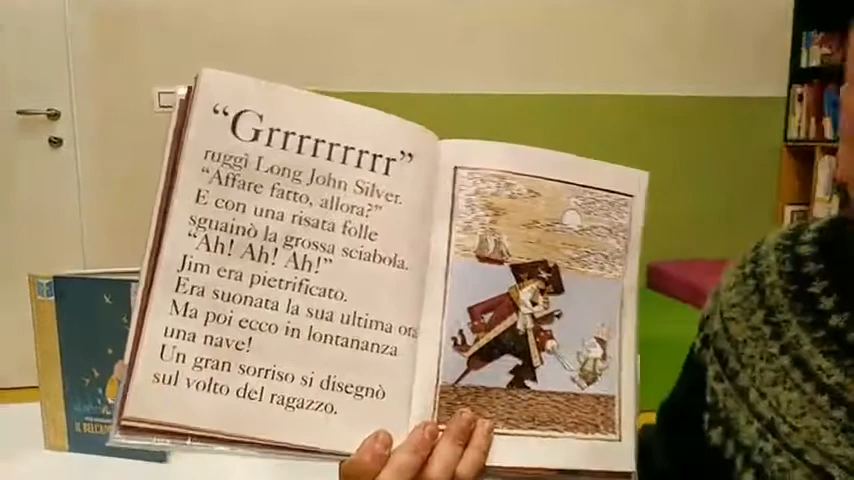 “Grrrrrrrr”
ruggì Long John Silver.
“Affare fatto, allora?”
E con una risata folle
sguainò la grossa sciabola.
“Ah! Ah! Ah!”
Jim era pietrificato.
Era suonata la sua ultima ora.
Ma poco ecco in lontananza
una nave!
Un gran sorriso si disegnò
sul volto del ragazzo.
IL BEL